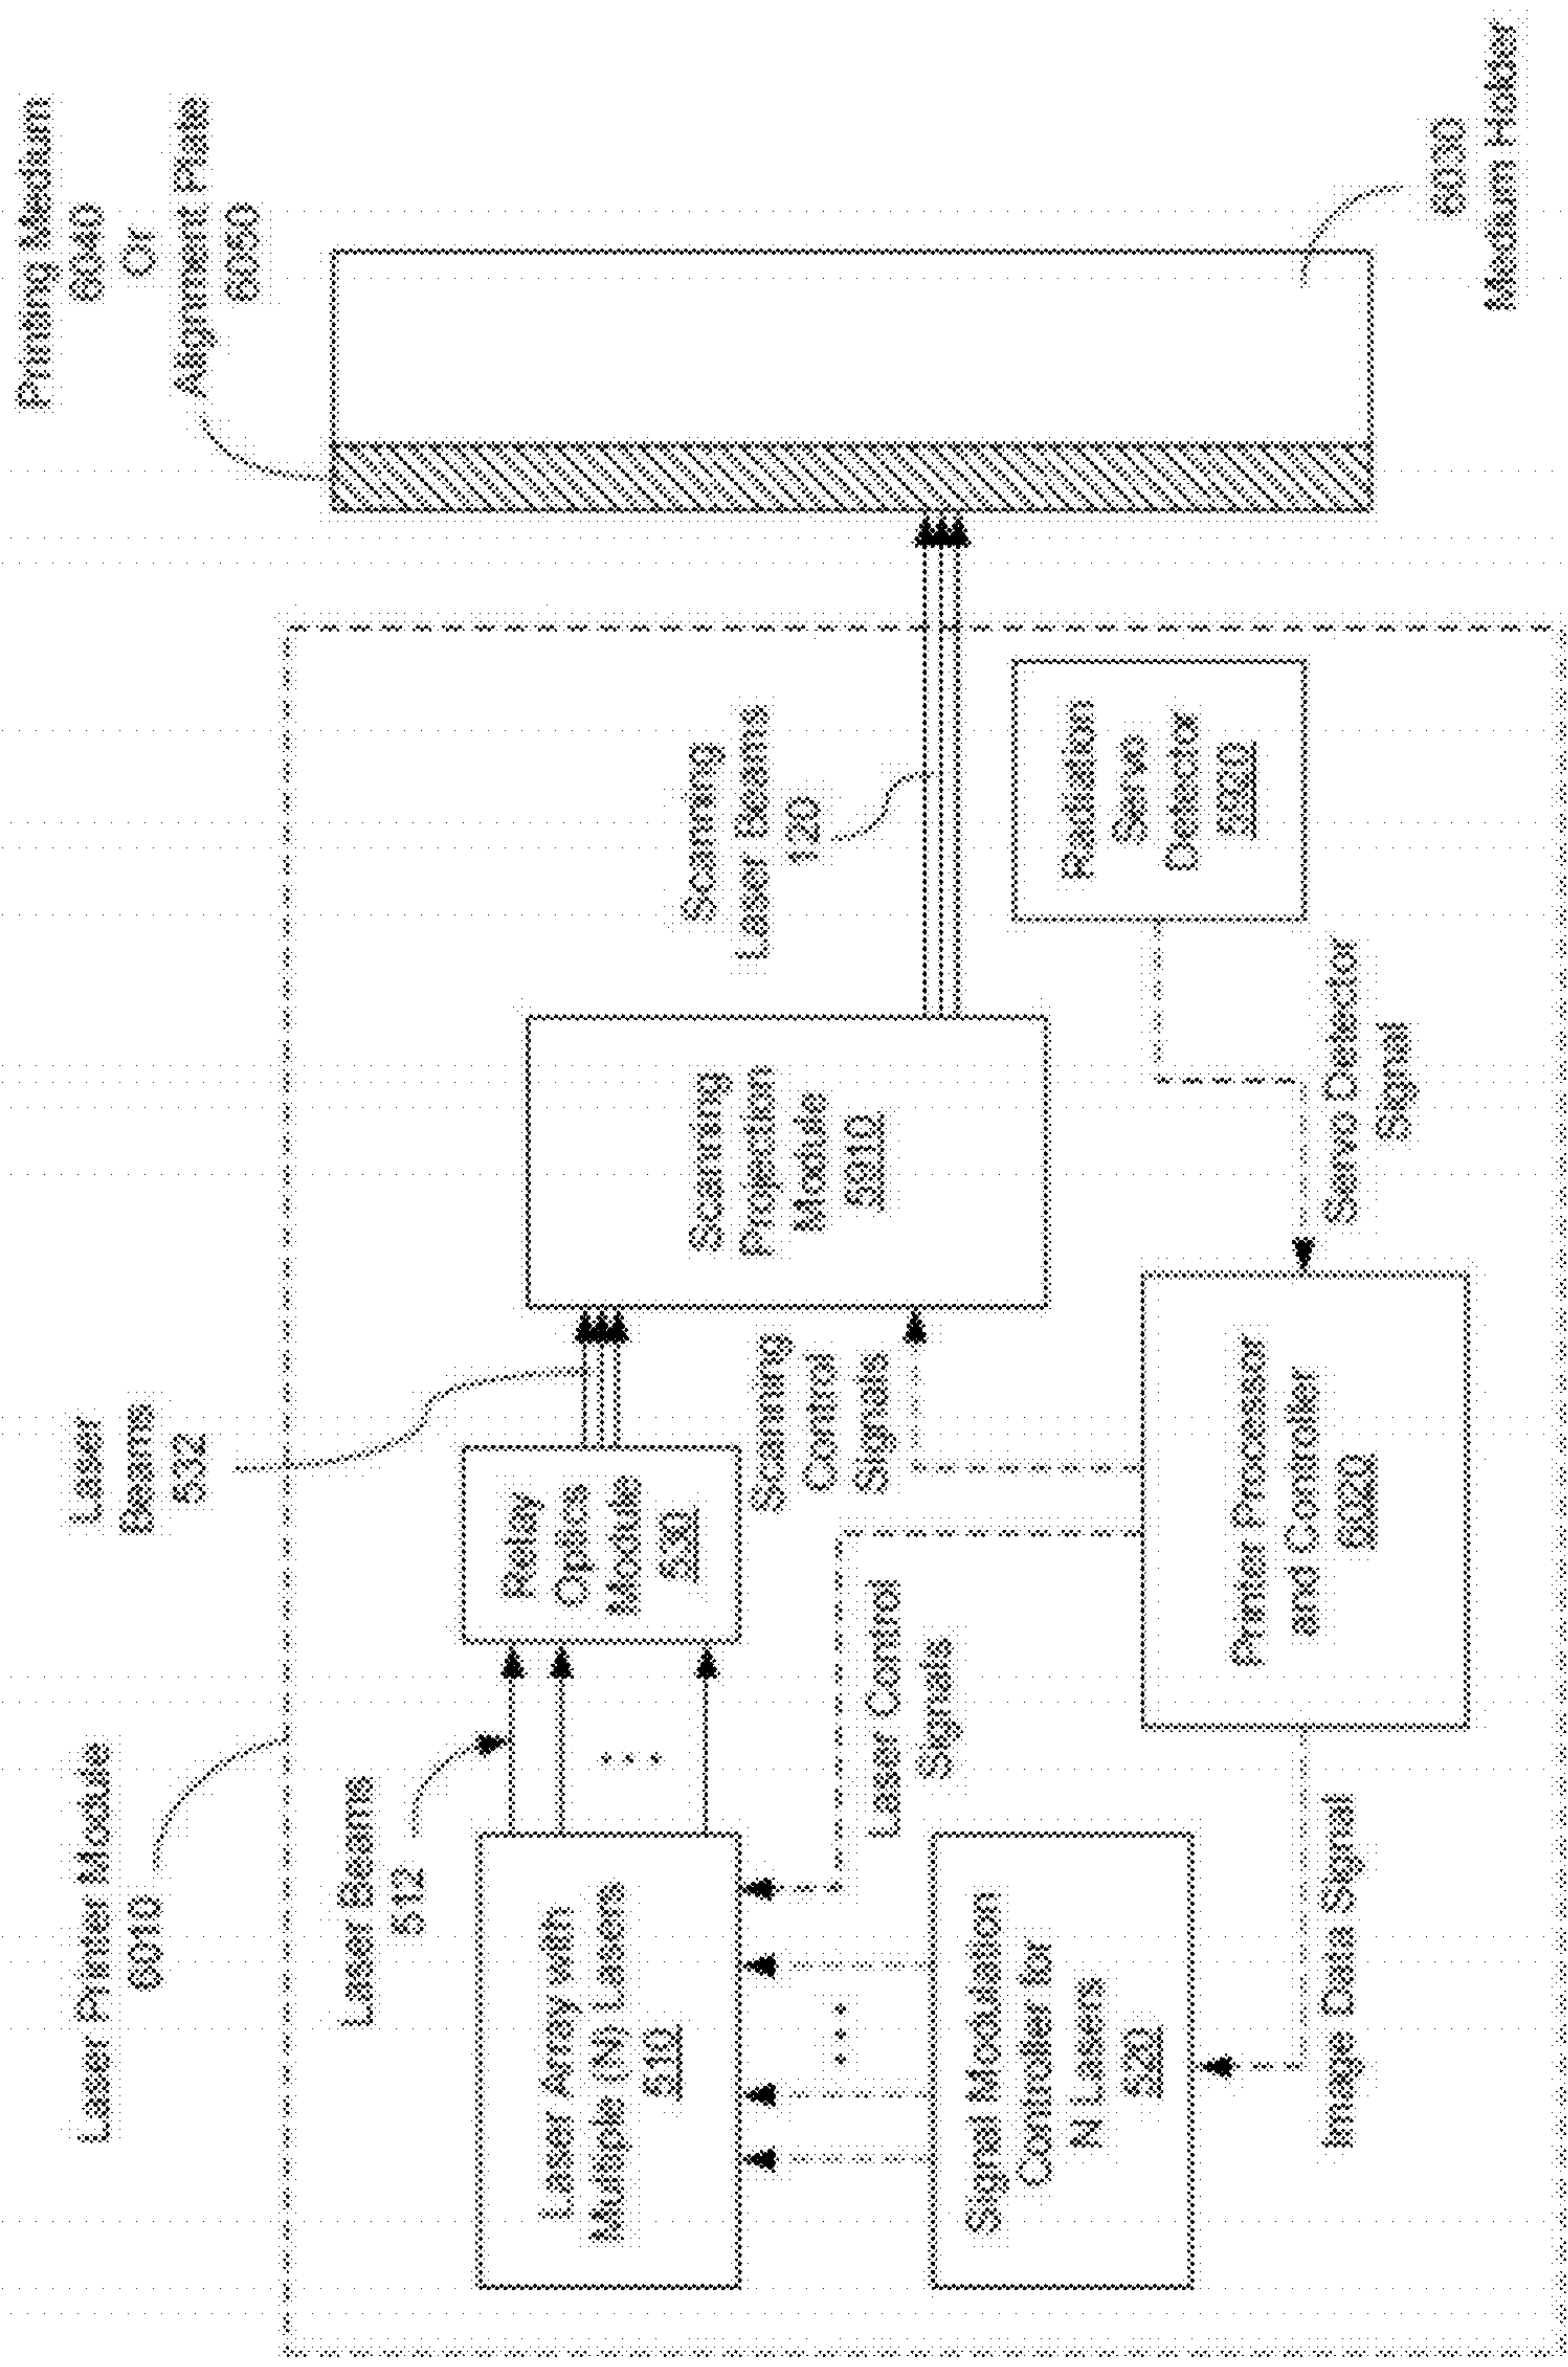 Laser Printer Module
6010
Laser
Beams
532
Printing Medium
6040
Or
Alignment Plate
6050
Laser Beams
512
Laser Array with
Multiple (N) Lasers
510
Relay
Optics
Module
530
Scanning
Projection
Module
Scanning
Laser Beams
120
Scanning
Control
Signals
Laser Control
Signals
Signal Modulation
Controller for
N Lasers
520
Printer Processor
and Controller
6020
Radiation
Servo
Detector
Image Data Signal
Servo Detector
Signal
6030
Medium Holder